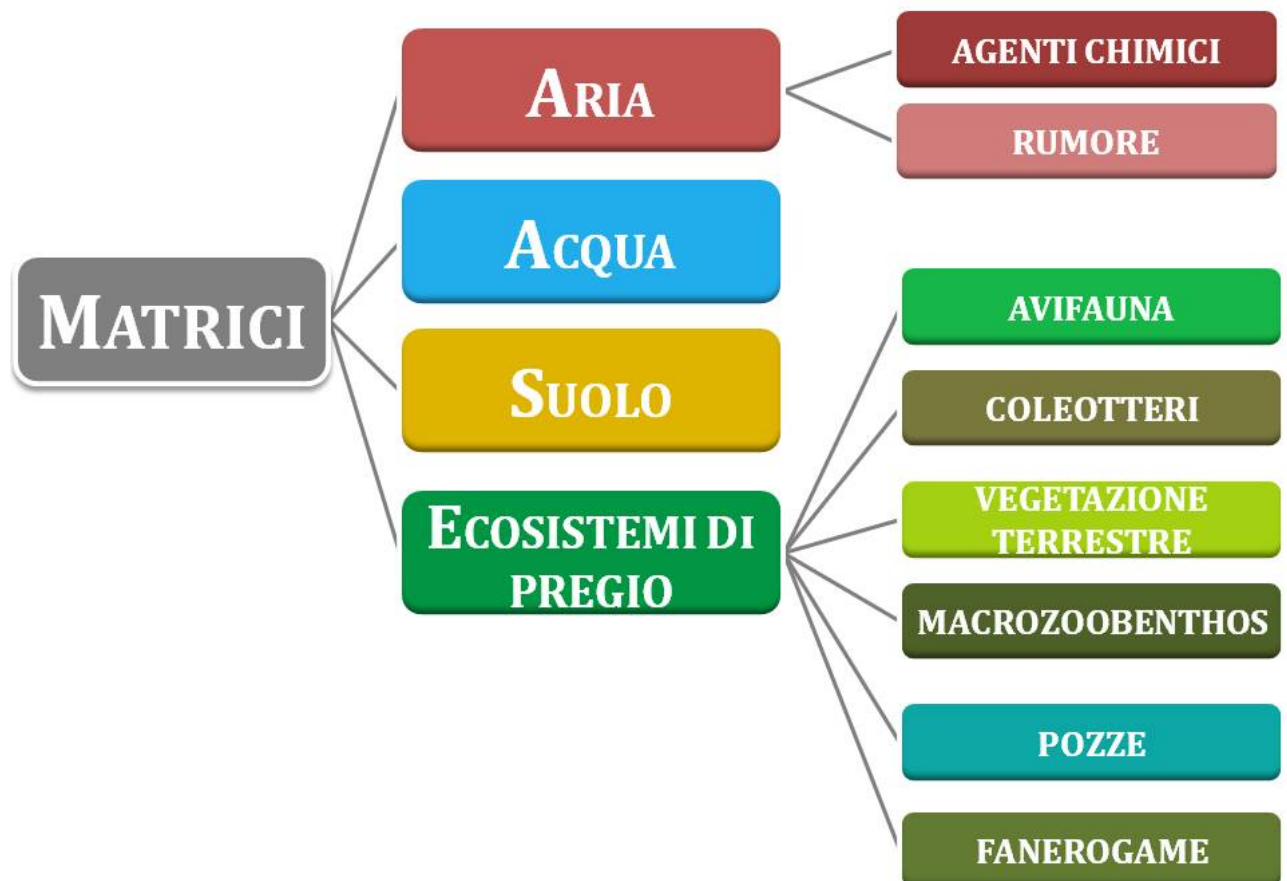 MATRICI
ARIA
AGENTI CHIMICI
RUMORE
ACQUA
SUOLO
ECOSISTEMI DI
PREGIO
AVIFAUNA
COLEOTTERI
VEGETAZIONE
TERRESTRE
MACROZOOBENTHOS
POZZE
FANEROGAME